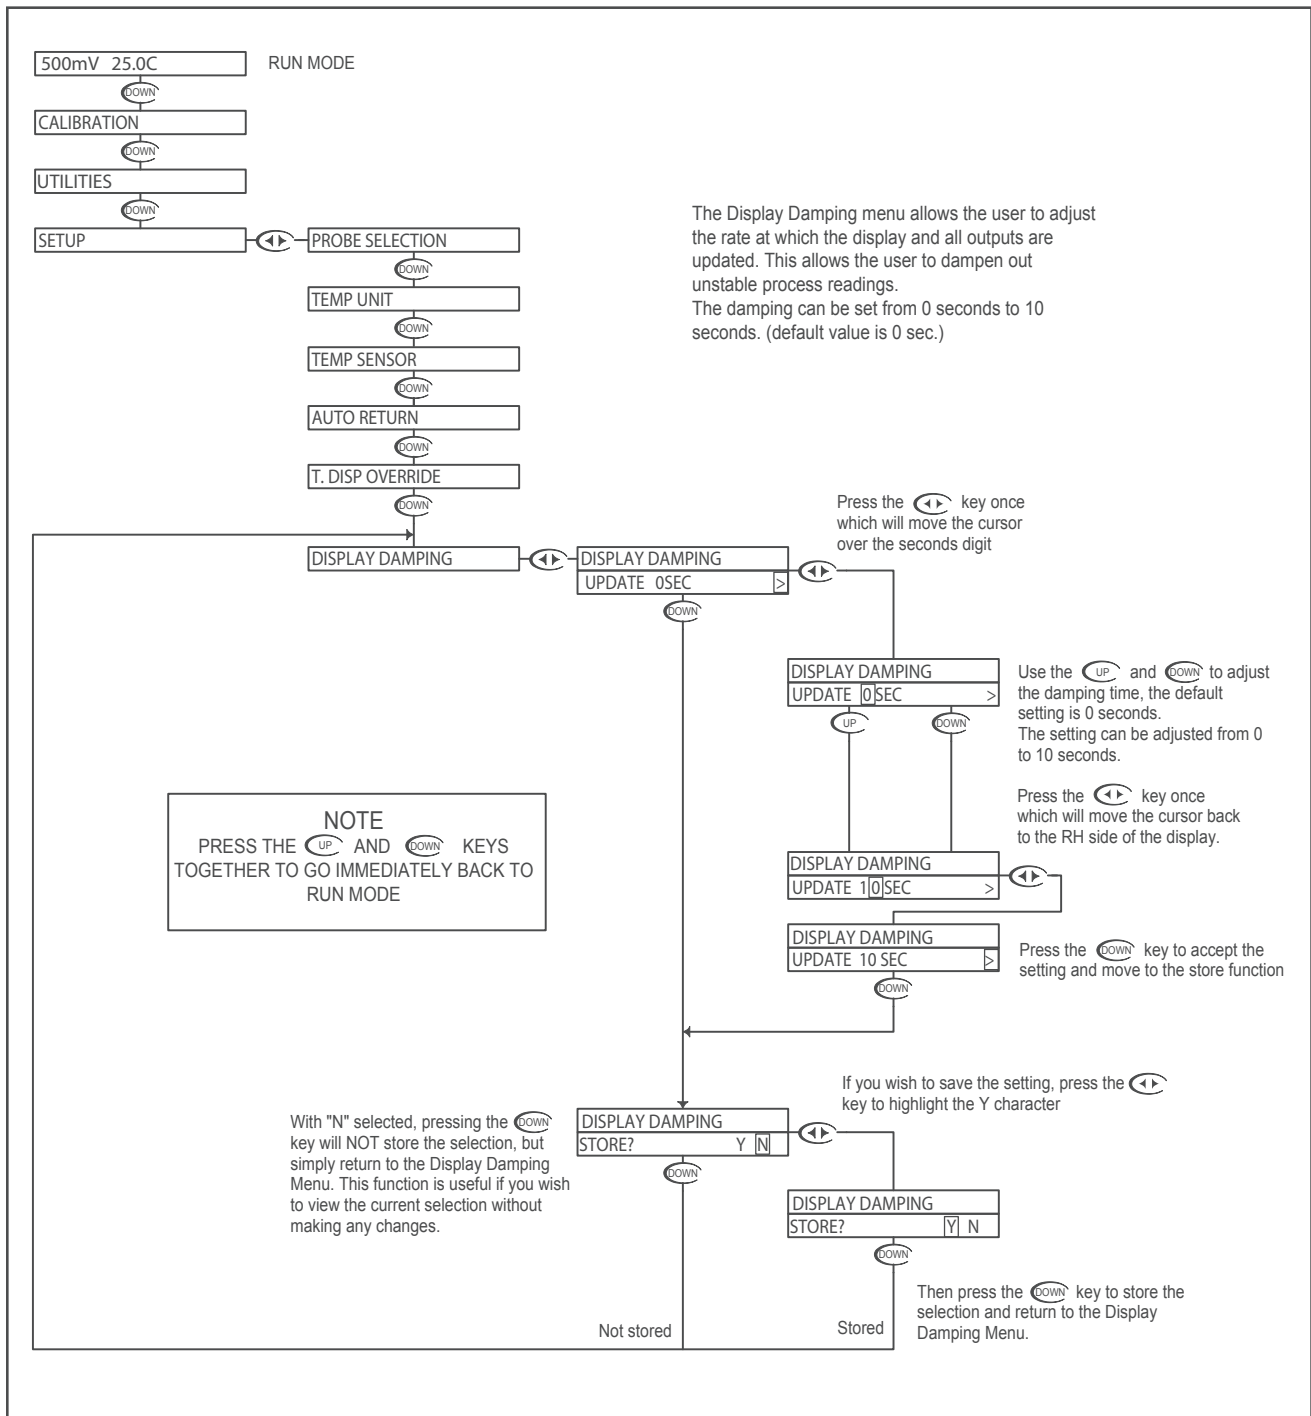 500mV 25.0C RUN MODE
DOWN
CALIBRATION
DOWN
UTILITIES
DOWN
SETUP
PROBE SELECTION
DOWN
TEMP UNIT
DOWN
TEMP SENSOR
DOWN
AUTO RETURN
DOWN
T. DISP OVERRIDE
DOWN
The Display Damping menu allows the user to adjust
the rate at which the display and all outputs are
updated. This allows the user to dampen out
unstable process readings.
The damping can be set from 0 seconds to 10
seconds. (default value is 0 sec.)
DISPLAY DAMPING
DISPLAY DAMPING
UPDATE 0SEC >
DOWN
Press the key once
which will move the cursor
over the seconds digit
DISPLAY DAMPING
UPDATE 0SEC >
UP DOWN
Use the UP and DOWN to adjust
the damping time, the default
setting is 0 seconds.
The setting can be adjusted from 0
to 10 seconds.
Press the key once
which will move the cursor back
to the RH side of the display.
DISPLAY DAMPING
UPDATE 10SEC >
DISPLAY DAMPING
UPDATE 10 SEC >
DOWN
Press the DOWN key to accept the
setting and move to the store function
NOTE
PRESS THE UP AND DOWN KEYS
TOGETHER TO GO IMMEDIATELY BACK TO
RUN MODE
With "N" selected, pressing the DOWN
key will NOT store the selection, but
simply return to the Display Damping
Menu. This function is useful if you wish
to view the current selection without
making any changes.
DISPLAY DAMPING
STORE? Y N
DOWN
If you wish to save the setting, press the
key to highlight the Y character
DISPLAY DAMPING
STORE? Y N
DOWN
Then press the DOWN key to store the
selection and return to the Display
Damping Menu.
Not stored
Stored